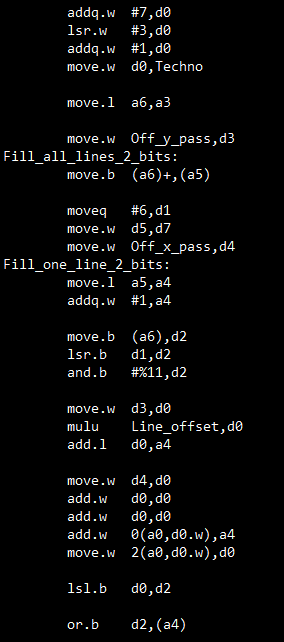 addq.w #7,d0
lsr.w #3,d0
addq.w #1,d0
move.w d0,Techno
move.l a6,a3
move.w Off_y_pass,d3
Fill_all_lines_2_bits:
move.b (a6)+,(a5)
moveq #6,d1
move.w d5,d7
move.w Off_x_pass,d4
Fill_one_line_2_bits:
move.l a5,a4
addq.w #1,a4
move.b (a6),d2
lsr.b d1,d2
and.b #%11,d2
move.w d3,d0
mulu Line_offset,d0
add.l d0,a4
move.w d4,d0
add.w d0,d0
add.w d0,d0
add.w 0(a0,d0.w),a4
move.w 2(a0,d0.w),d0
lsl.b d0,d2
or.b d2,(a4)